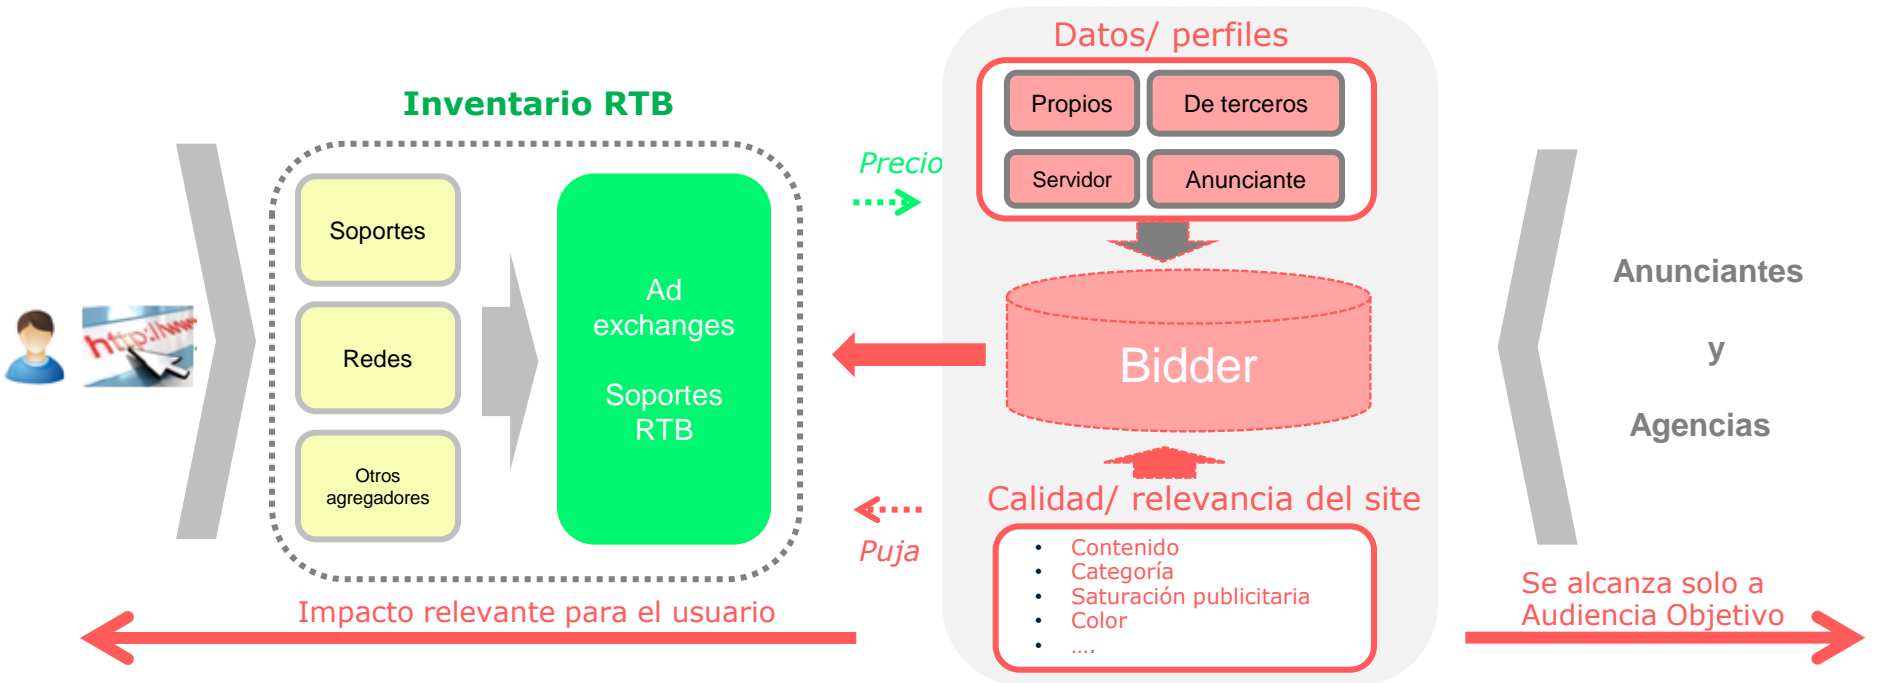 Datos/ perfiles
Propios
De terceros
Servidor
Anunciante
Inventario RTB
Soportes
Redes
Otros
agregadores
Ad
exchanges
Soportes
RTB
Precio
Puja
Bidder
Calidad/ relevancia del site
• Contenido
• Categoría
• Saturación publicitaria
• Color
• ….
Anunciantes
y
Agencias
http://ww
Impacto relevante para el usuario
Se alcanza solo a
Audiencia Objetivo